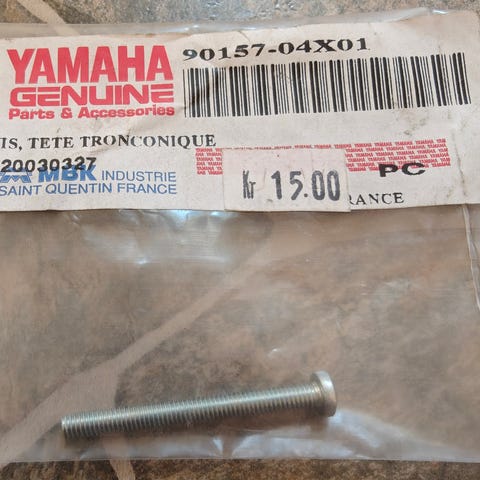 YAMAHA
GENUINE
Parts & Accessories
90157-04X01
IS, TETE TRONCONIQUE
20030327
MBK INDUSTRIE
SAINT QUENTIN FRANCE
Kr 15.00
PC
RANCE